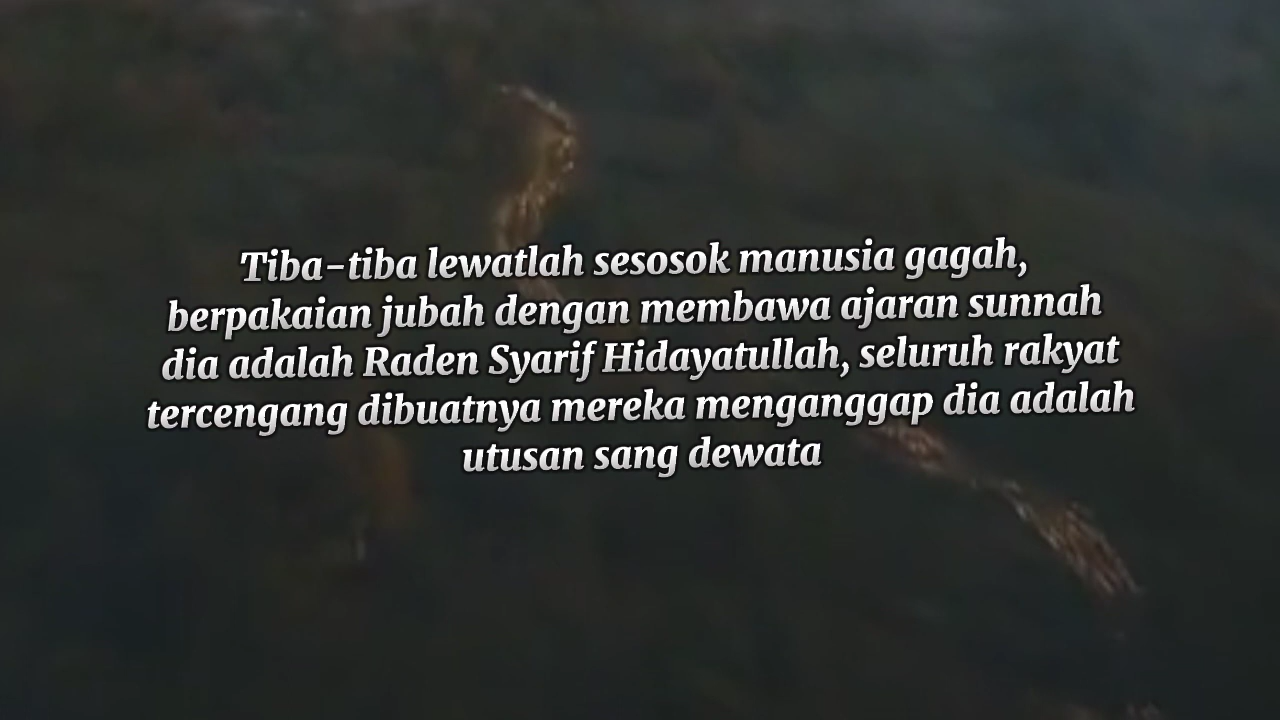 Tiba-tiba lewatlah sesosok manusia gagah,
berpakaian jubah dengan membawa ajaran sunnah
dia adalah Raden Syarif Hidayatullah, seluruh rakyat
tercengang dibuatnya mereka menganggap dia adalah
utusan sang dewata